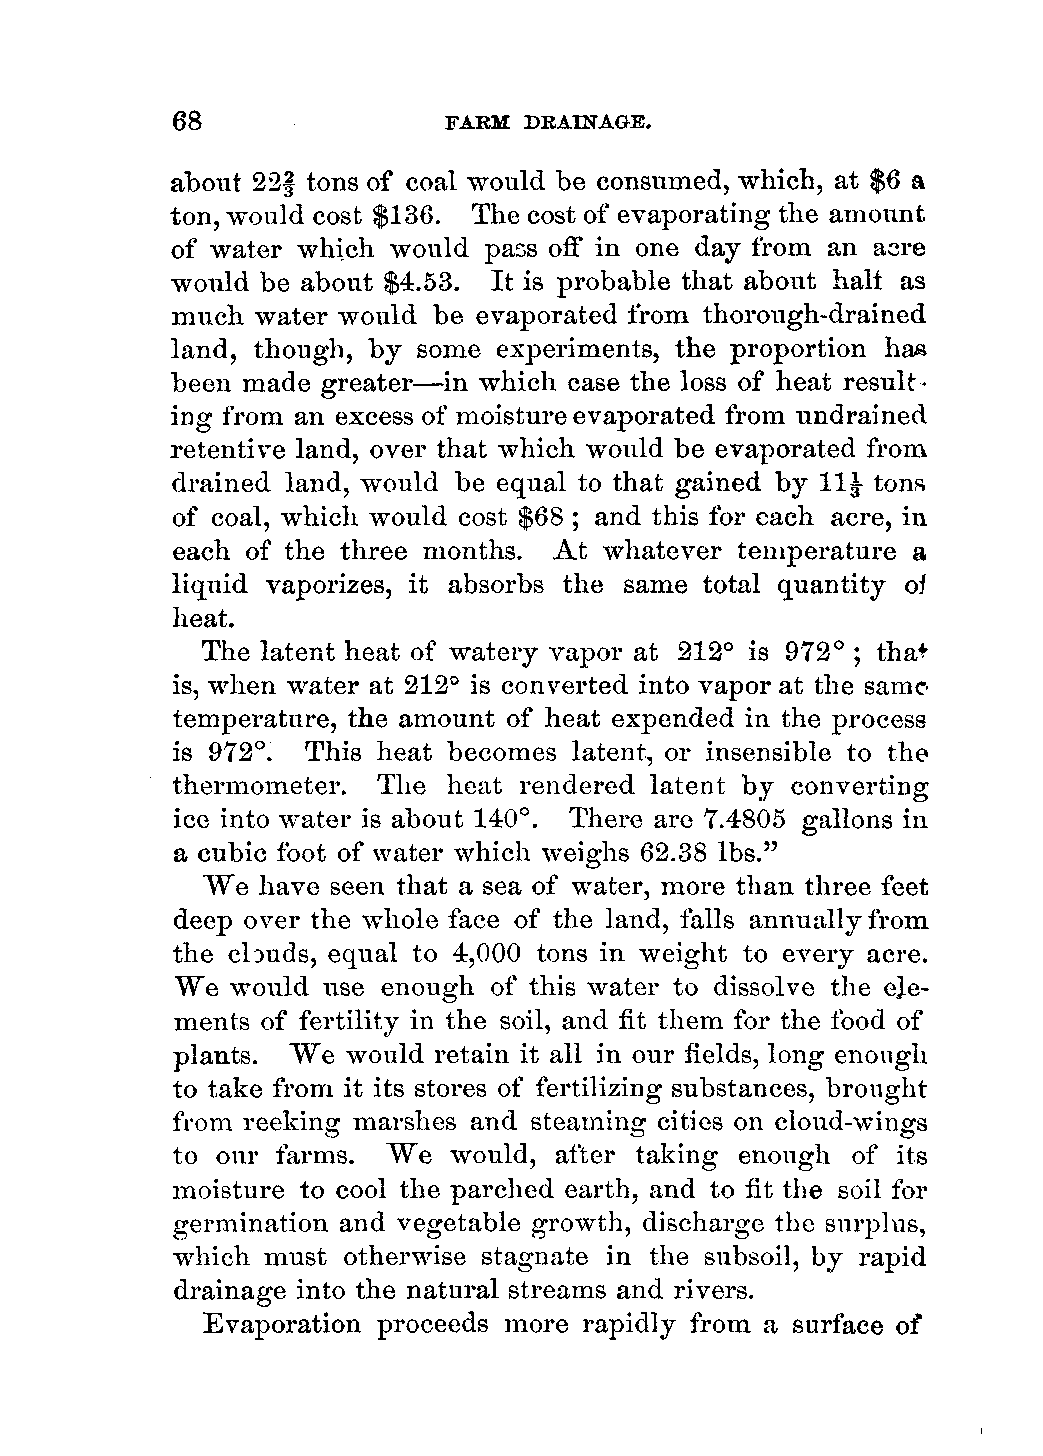 68 FARM DRAINAGE.
about 22⅔ tons of coal would be consumed, which, at $6 a
ton, would cost $136. The cost of evaporating the amount
of water which would pass off in one day from an acre
would be about $4.53. It is probable that about half as
much water would be evaporated from thorough-drained
land, though, by some experiments, the proportion has
been made greater—in which case the loss of heat result-
ing from an excess of moisture evaporated from undrained
retentive land, over that which would be evaporated from
drained land, would be equal to that gained by 11⅓ tons
of coal, which would cost $68 ; and this for each acre, in
each of the three months. At whatever temperature a
liquid vaporizes, it absorbs the same total quantity of
heat.
The latent heat of watery vapor at 212° is 972° ; that
is, when water at 212° is converted into vapor at the same
temperature, the amount of heat expended in the process
is 972°. This heat becomes latent, or insensible to the
thermometer. The heat rendered latent by converting
ice into water is about 140°. There are 7.4805 gallons in
a cubic foot of water which weighs 62.38 lbs.”
We have seen that a sea of water, more than three feet
deep over the whole face of the land, falls annually from
the clouds, equal to 4,000 tons in weight to every acre.
We would use enough of this water to dissolve the ele-
ments of fertility in the soil, and fit them for the food of
plants. We would retain it all in our fields, long enough
to take from it its stores of fertilizing substances, brought
from reeking marshes and steaming cities on cloud-wings
to our farms. We would, after taking enough of its
moisture to cool the parched earth, and to fit the soil for
germination and vegetable growth, discharge the surplus,
which must otherwise stagnate in the subsoil, by rapid
drainage into the natural streams and rivers.
Evaporation proceeds more rapidly from a surface of